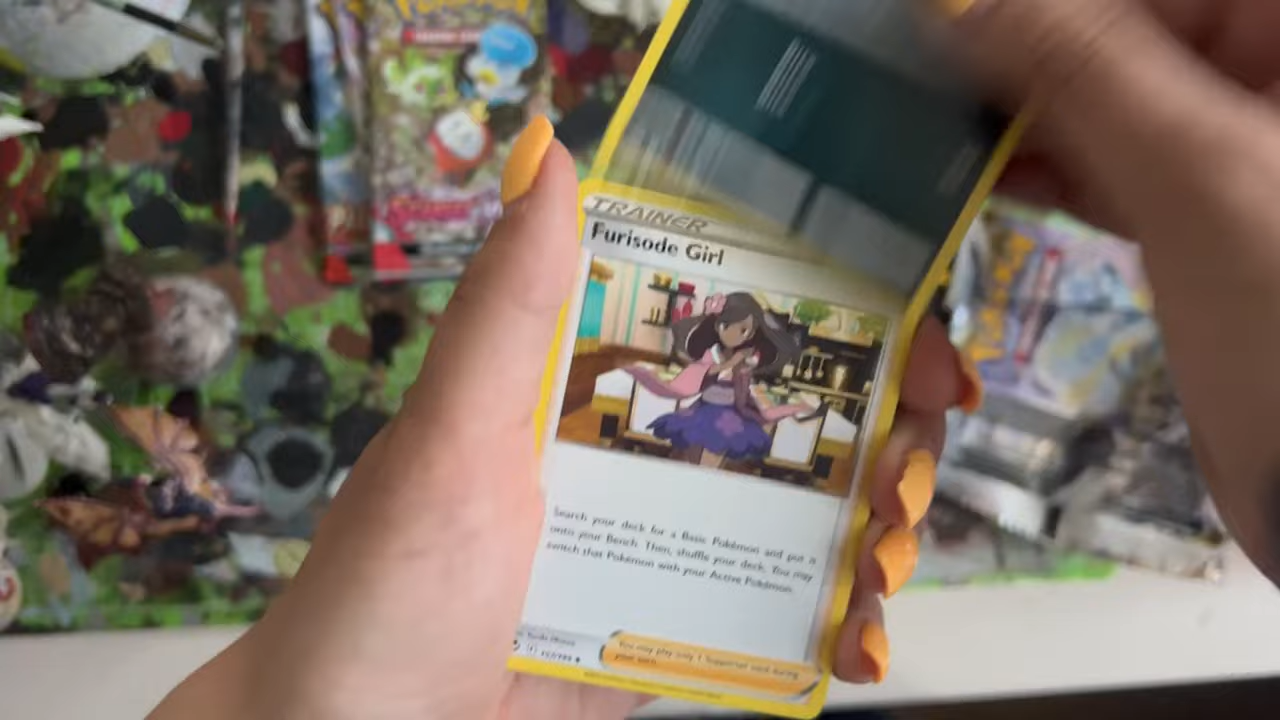 POKÉMON
TRAINER
Furisode Girl
Search your deck for a Basic Pokémon and put it
onto your Bench. Then, shuffle your deck. You may
switch that Pokémon with your Active Pokémon.
You may play only 1 Supporter card during
your turn.